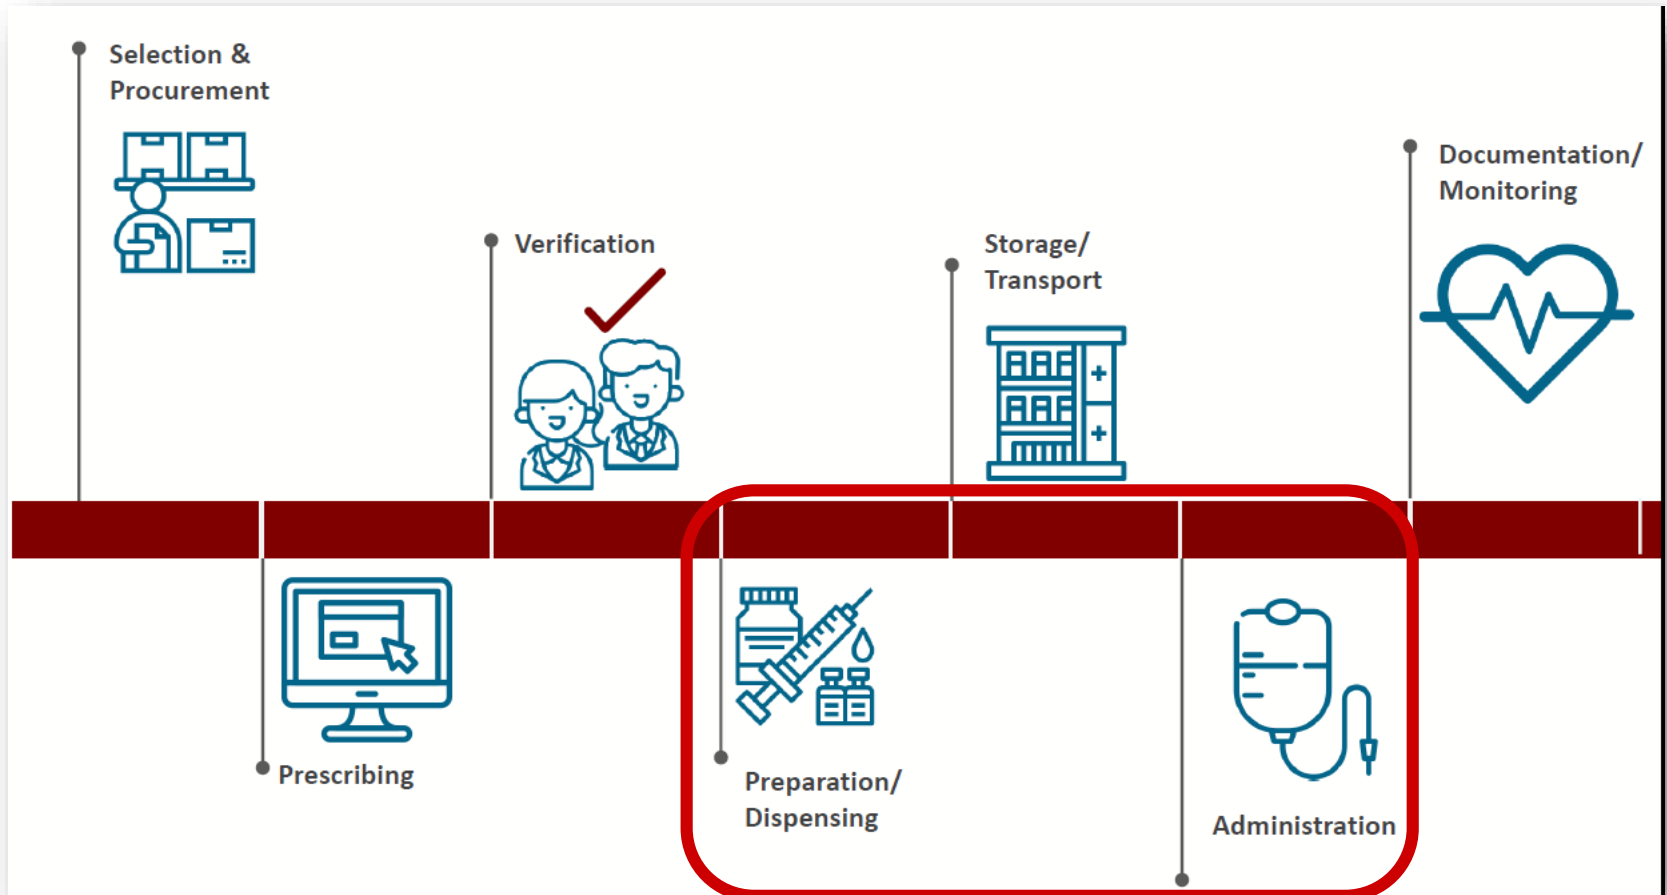 Selection &
Procurement
Prescribing
Verification
Preparation/
Dispensing
Storage/
Transport
Administration
Documentation/
Monitoring